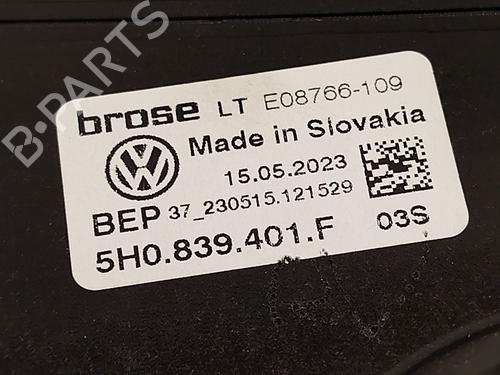 B-PARTS
brose LT E08766-109
Made in Slovakia
15.05.2023
BEP 37_230515.121529
5H0.839.401.F 03S